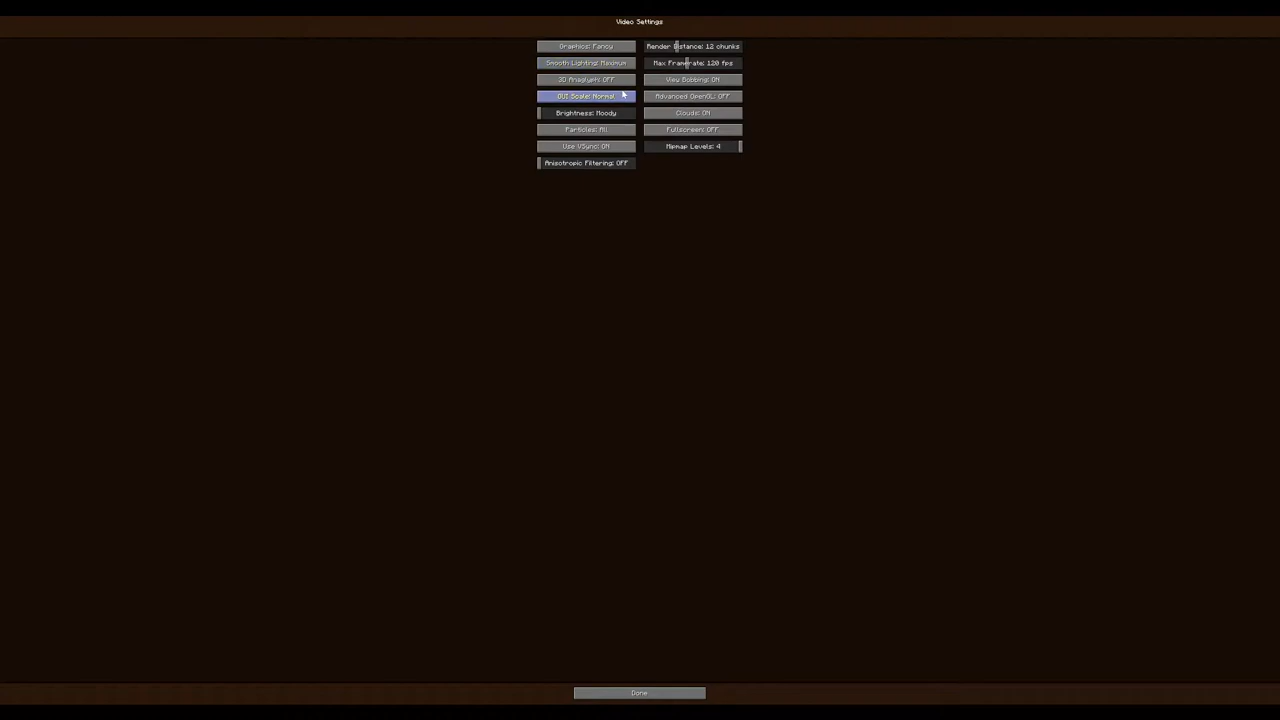 Video Settings
Graphics: Fancy
Render Distance: 12 chunks
Smooth Lighting: Maximum
Max Framerate: 120 fps
3D Anaglyph: OFF
View Bobbing: ON
GUI Scale: Normal
Advanced OpenGL: OFF
Brightness: Moody
Clouds: ON
Particles: All
Fullscreen: OFF
Use VSync: ON
Mipmap Levels: 4
Anisotropic Filtering: OFF
Done